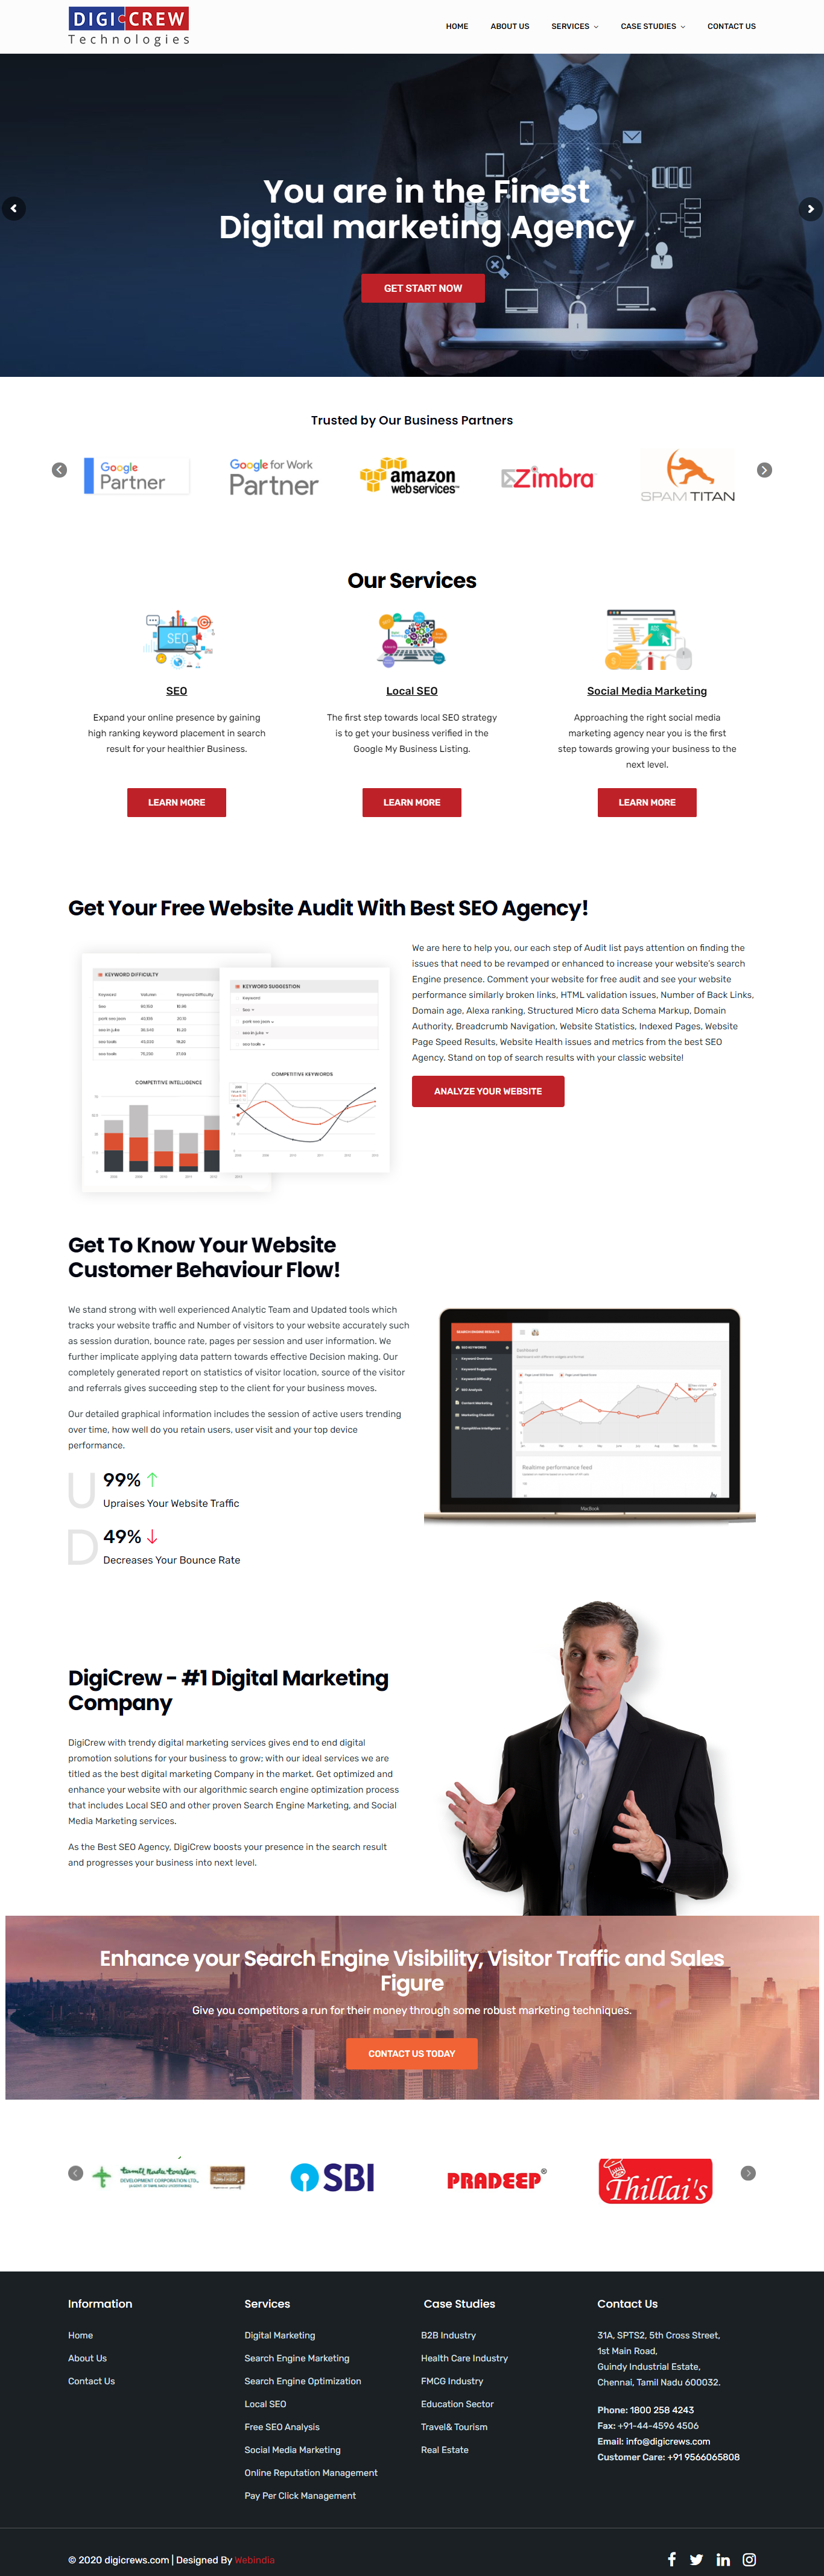 DIGI CREW
Technologies
HOME
ABOUT US
SERVICES
CASE STUDIES
CONTACT US
You are in the Finest
Digital marketing Agency
GET START NOW
Trusted by Our Business Partners
Google
Partner
Google for Work
Partner
amazon
webservices™
Zimbra
SPAM TITAN
Our Services
SEO
SEO
Expand your online presence by gaining
high ranking keyword placement in search
result for your healthier Business.
LEARN MORE
Local SEO
The first step towards local SEO strategy
is to get your business verified in the
Google My Business Listing.
LEARN MORE
Social Media Marketing
Approaching the right social media
marketing agency near you is the first
step towards growing your business to the
next level.
LEARN MORE
Get Your Free Website Audit With Best SEO Agency!
KEYWORD DIFFICULTY
Keyword
Volume
Keyword Difficulty
COMPETITIVE INTELLIGENCE
KEYWORD SUGGESTION
Keyword
COMPETITIVE KEYWORDS
We are here to help you, our each step of Audit list pays attention on finding the
issues that need to be revamped or enhanced to increase your website's search
Engine presence. Comment your website for free audit and see your website
performance similarly broken links, HTML validation issues, Number of Back Links,
Domain age, Alexa ranking, Structured Micro data Schema Markup, Domain
Authority, Breadcrumb Navigation, Website Statistics, Indexed Pages, Website
Page Speed Results, Website Health issues and metrics from the best SEO
Agency. Stand on top of search results with your classic website!
ANALYZE YOUR WEBSITE
Get To Know Your Website
Customer Behaviour Flow!
We stand strong with well experienced Analytic Team and Updated tools which
tracks your website traffic and Number of visitors to your website accurately such
as session duration, bounce rate, pages per session and user information. We
further implicate applying data pattern towards effective Decision making. Our
completely generated report on statistics of visitor location, source of the visitor
and referrals gives succeeding step to the client for your business moves.
Our detailed graphical information includes the session of active users trending
over time, how well do you retain users, user visit and your top device
performance.
U
99%
Upraises Your Website Traffic
D
49%
Decreases Your Bounce Rate
Dashboard
Realtime performance feed
MacBook
DigiCrew - #1 Digital Marketing
Company
DigiCrew with trendy digital marketing services gives end to end digital
promotion solutions for your business to grow: with our ideal services we are
titled as the best digital marketing Company in the market. Get optimized and
enhance your website with our algorithmic search engine optimization process
that includes Local SEO and other proven Search Engine Marketing, and Social
Media Marketing services.
As the Best SEO Agency, DigiCrew boosts your presence in the search result
and progresses your business into next level.
Enhance your Search Engine Visibility, Visitor Traffic and Sales
Figure
Give you competitors a run for their money through some robust marketing techniques.
CONTACT US TODAY
tamil nadu tourism
DEVELOPMENT CORPORATION LTD.,
SBI
PRADEEP®
Thillai's
Information
Home
About Us
Contact Us
Services
Digital Marketing
Search Engine Marketing
Search Engine Optimization
Local SEO
Free SEO Analysis
Social Media Marketing
Online Reputation Management
Pay Per Click Management
Case Studies
B2B Industry
Health Care Industry
FMCG Industry
Education Sector
Travel& Tourism
Real Estate
Contact Us
31A, SPTS2, 5th Cross Street,
1st Main Road,
Guindy Industrial Estate,
Chennai, Tamil Nadu 600032.
Phone: 1800 258 4243
Fax: +91-44-4596 4506
Email: info@digicrews.com
Customer Care: +91 9566065808
© 2020 digicrews.com | Designed By Webindia